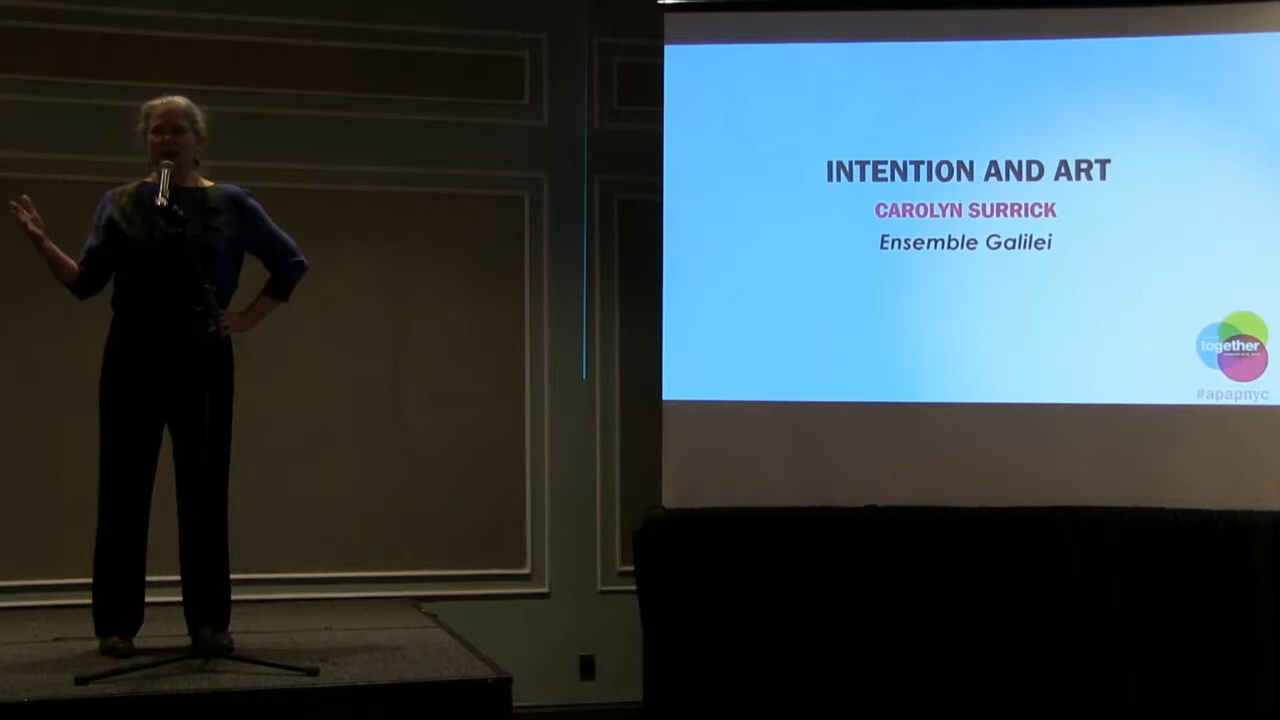 INTENTION AND ART
CAROLYN SURRICK
Ensemble Galilei
together
#apapnyc